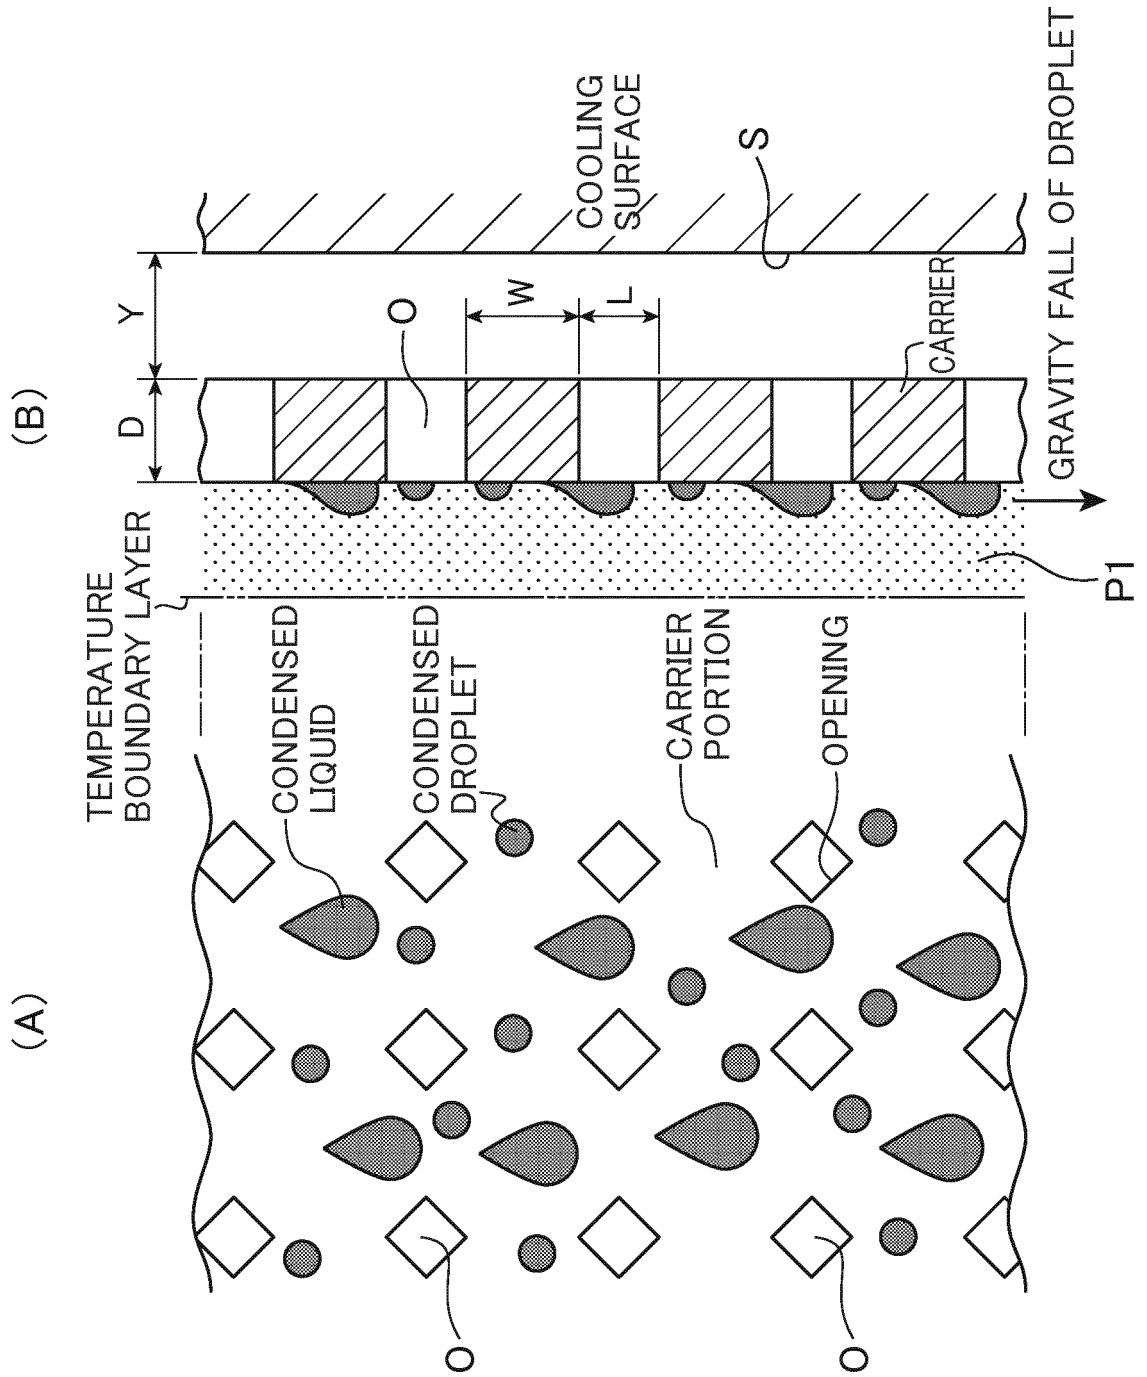 (A)
(B)
TEMPERATURE
BOUNDARY LAYER
D
Y
CONDENSED
LIQUID
CONDENSED
DROPLET
O
O
W
L
COOLING
SURFACE
CARRIER
PORTION
S
OPENING
O
CARRIER
GRAVITY FALL OF DROPLET
P1